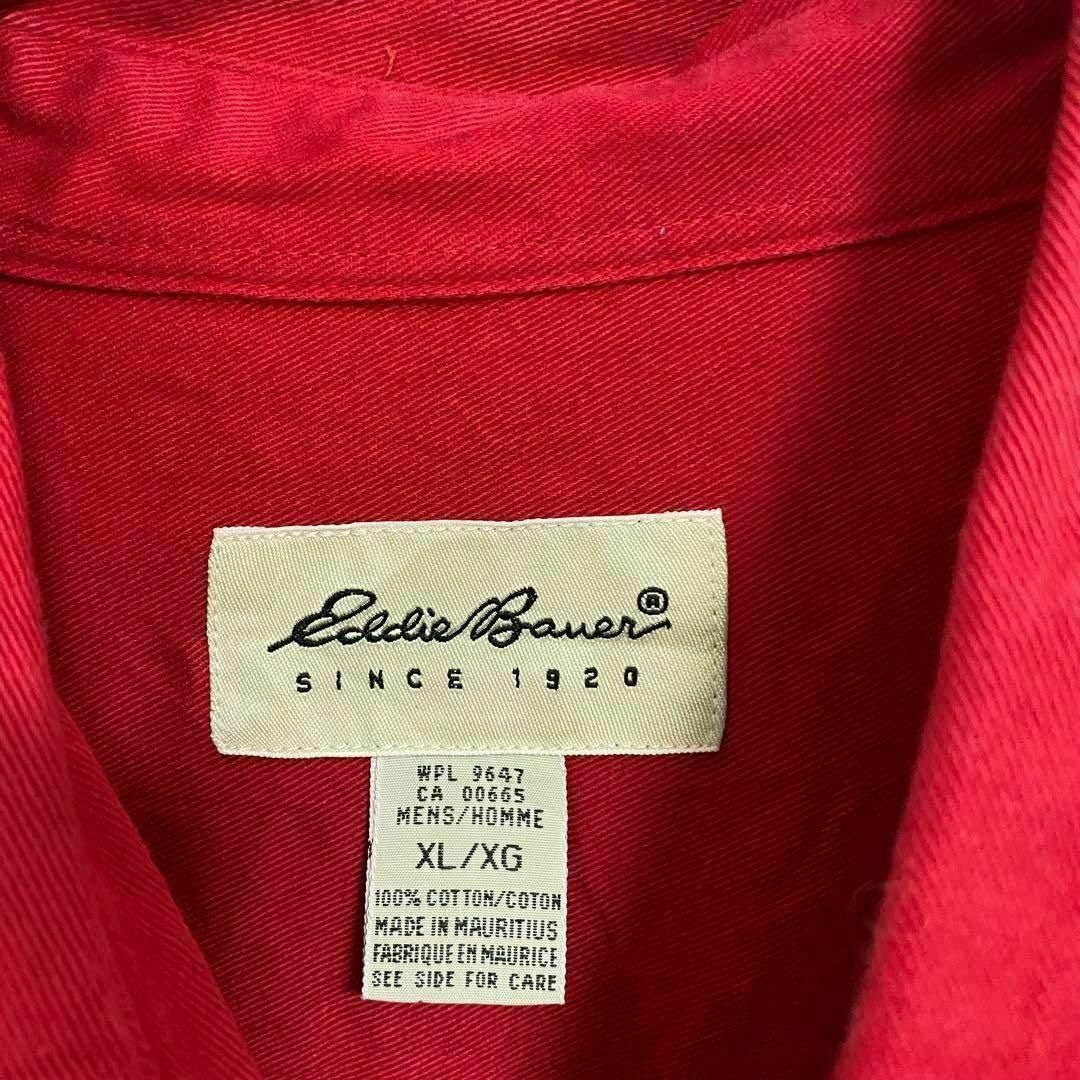 Eddie Bauer®
SINCE 1920
WPL 9647
CA 00665
MENS/HOMME
XL/XG
100% COTTON/COTON
MADE IN MAURITIUS
FABRIQUE EN MAURICE
SEE SIDE FOR CARE